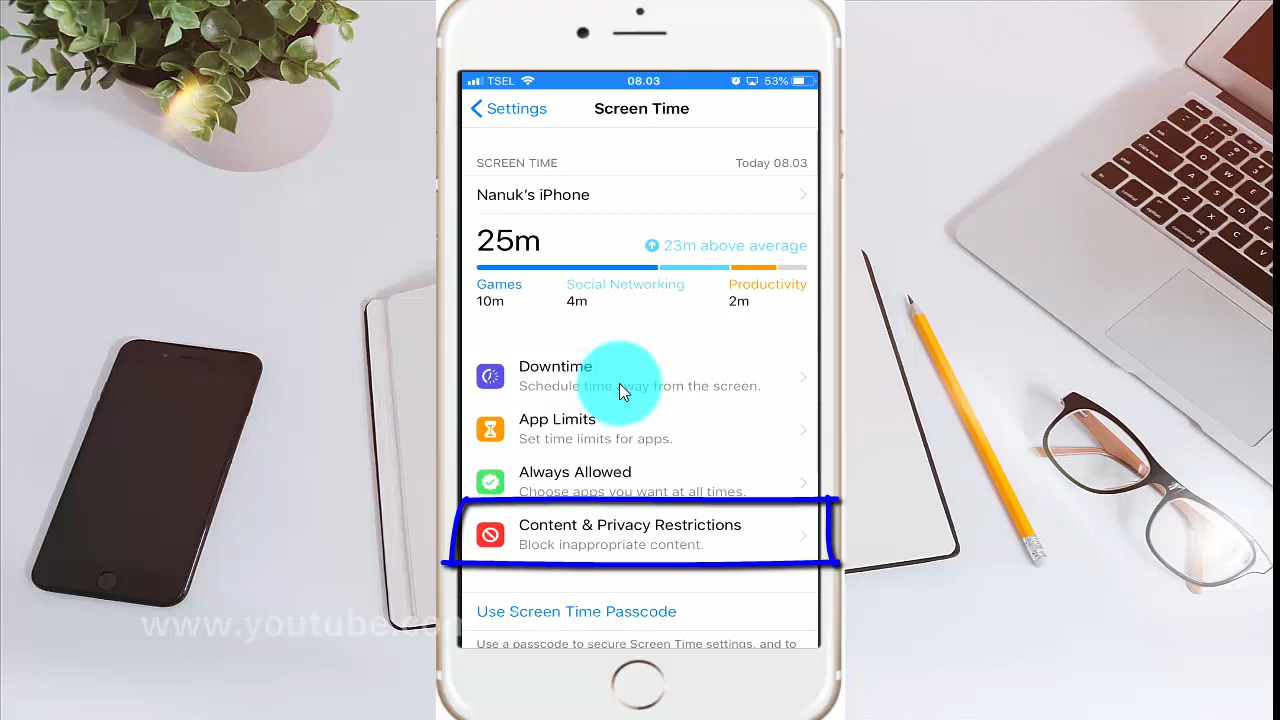 TSEL 08.03 53%
Settings Screen Time
SCREEN TIME Today 08.03
Nanuk's iPhone
25m 23m above average
Games Social Networking Productivity
10m 4m 2m
Downtime
Schedule time away from the screen.
App Limits
Set time limits for apps.
Always Allowed
Choose apps you want at all times.
Content & Privacy Restrictions
Block inappropriate content.
Use Screen Time Passcode
Use a passcode to secure Screen Time settings, and to
www.youtube.com